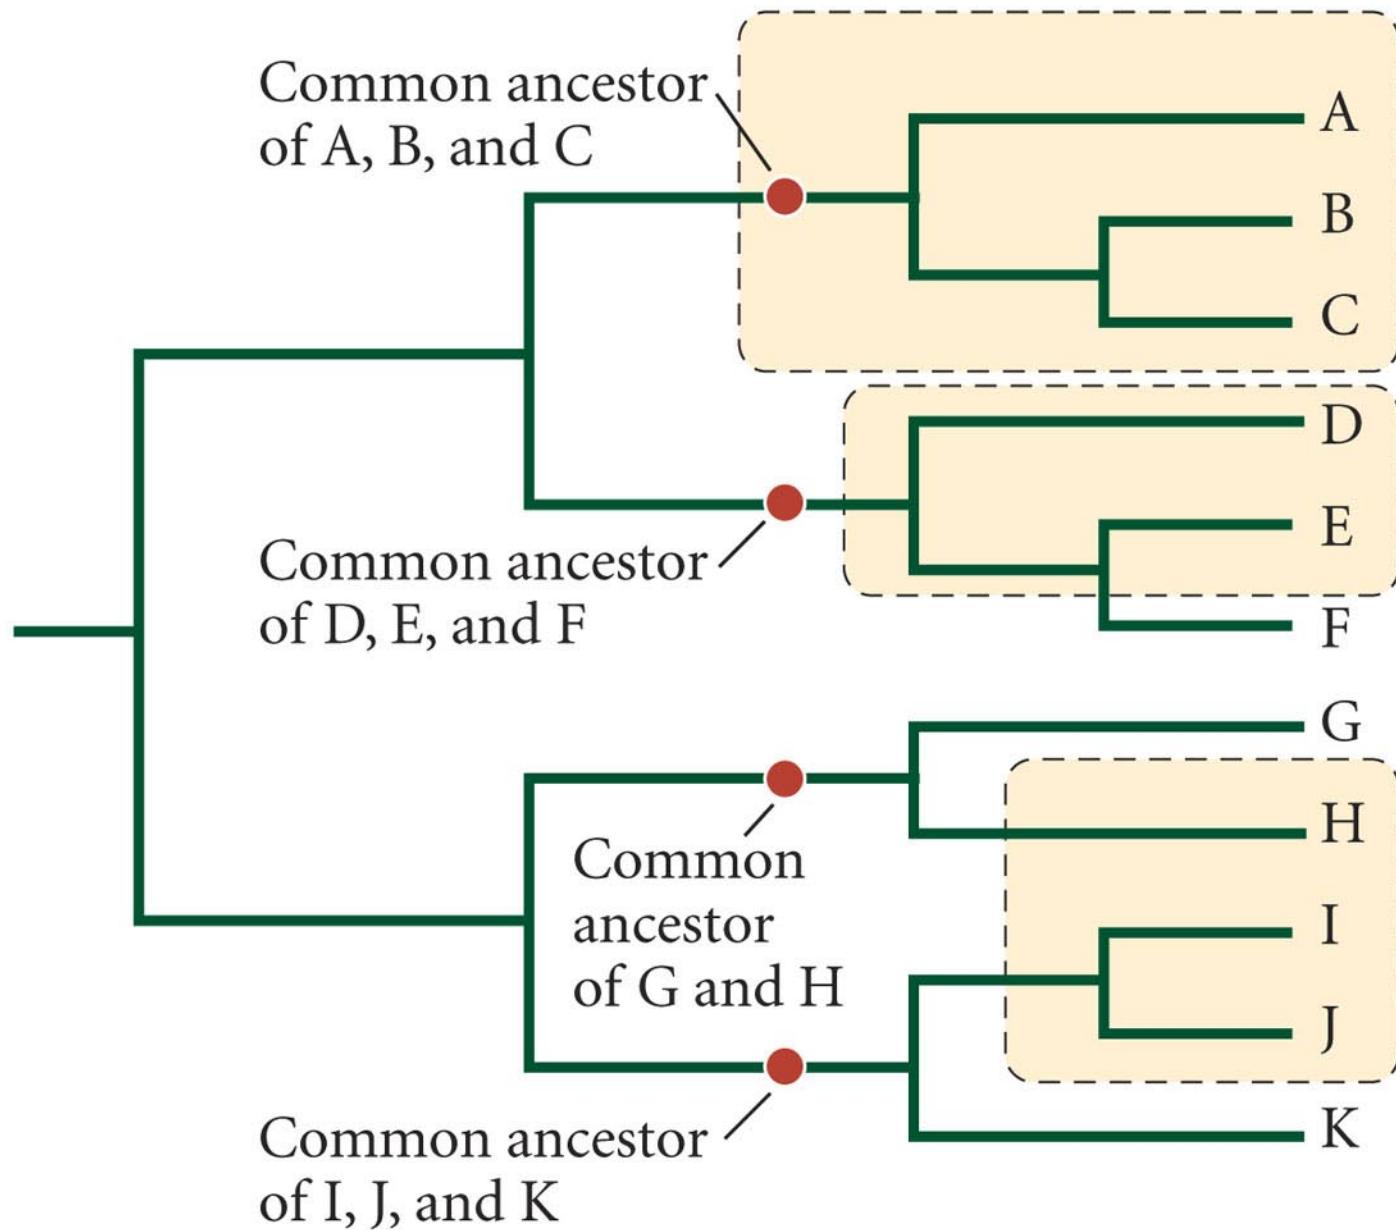 Common ancestor
of A, B, and C
A
B
C
D
E
Common ancestor
of D, E, and F
F
G
H
Common
ancestor
of G and H
I
J
K
Common ancestor
of I, J, and K